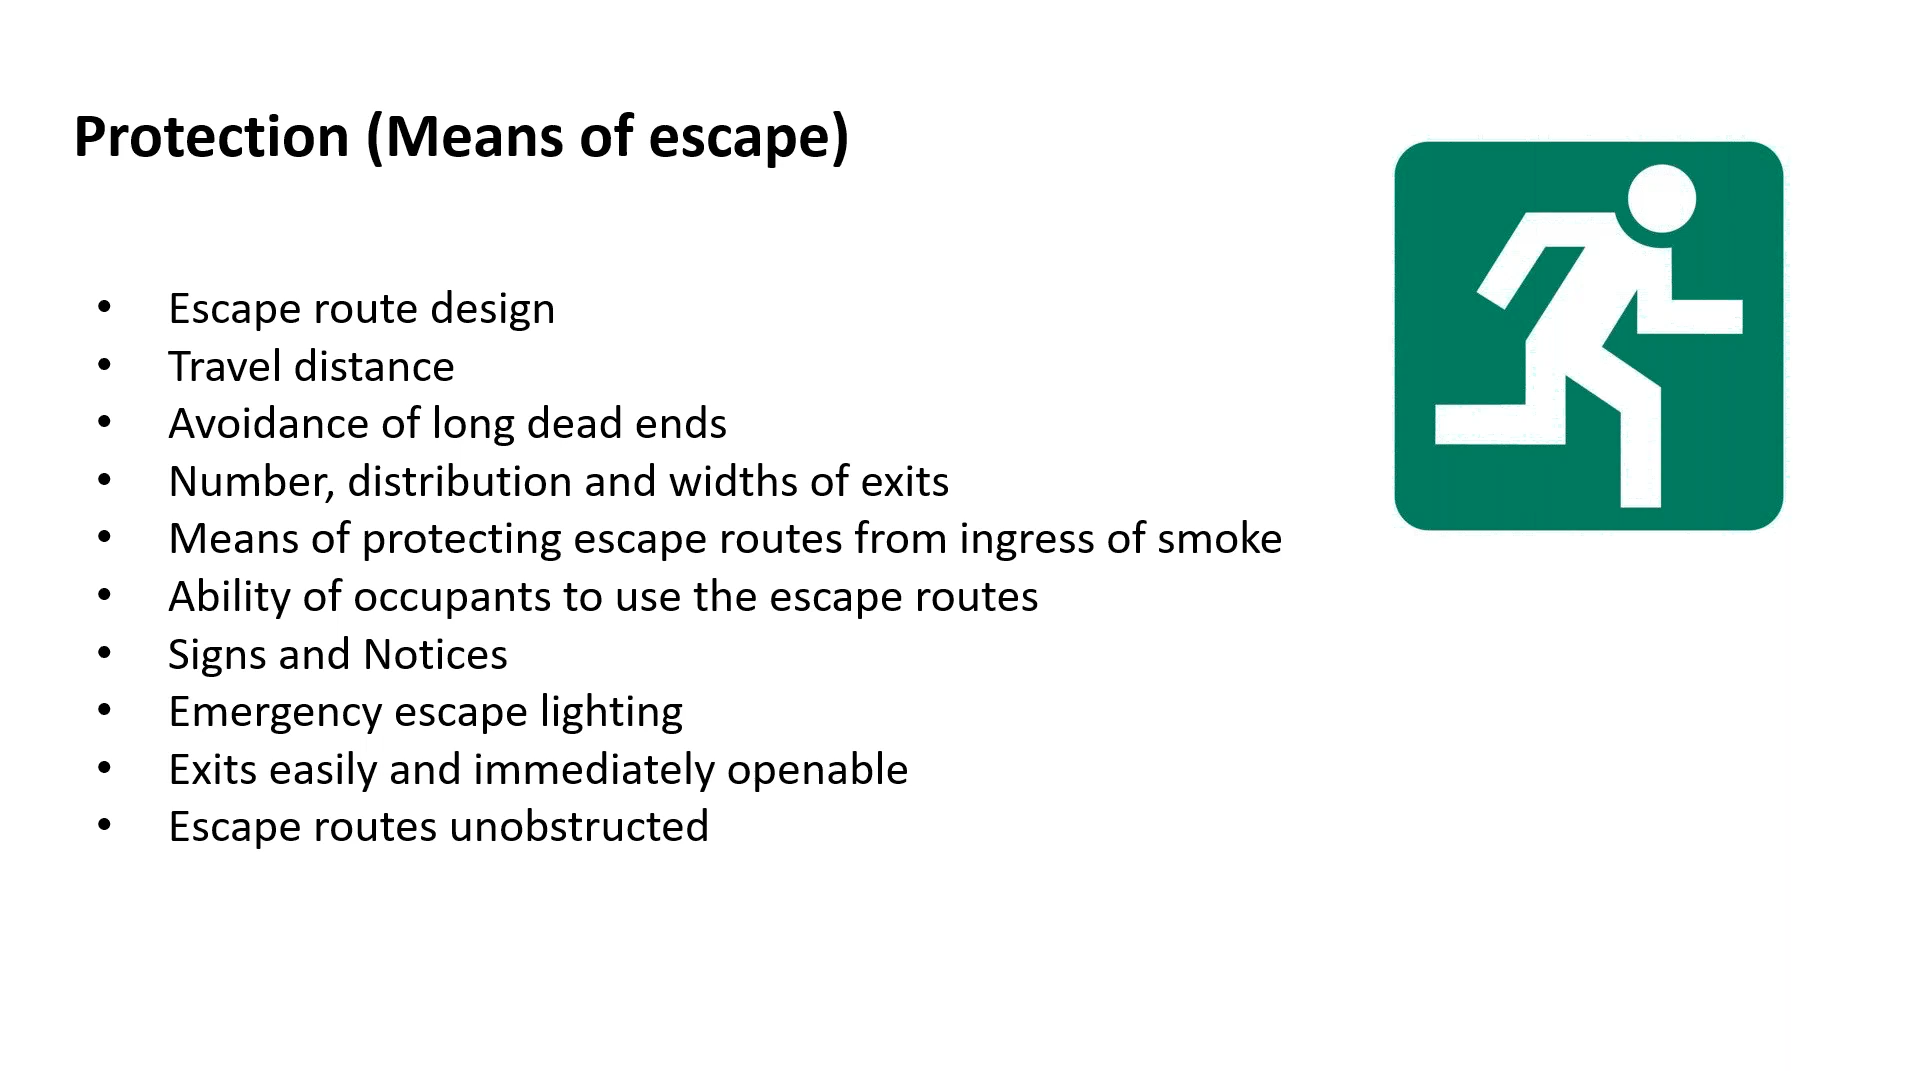 Protection (Means of escape)
• Escape route design
• Travel distance
• Avoidance of long dead ends
• Number, distribution and widths of exits
• Means of protecting escape routes from ingress of smoke
• Ability of occupants to use the escape routes
• Signs and Notices
• Emergency escape lighting
• Exits easily and immediately openable
• Escape routes unobstructed